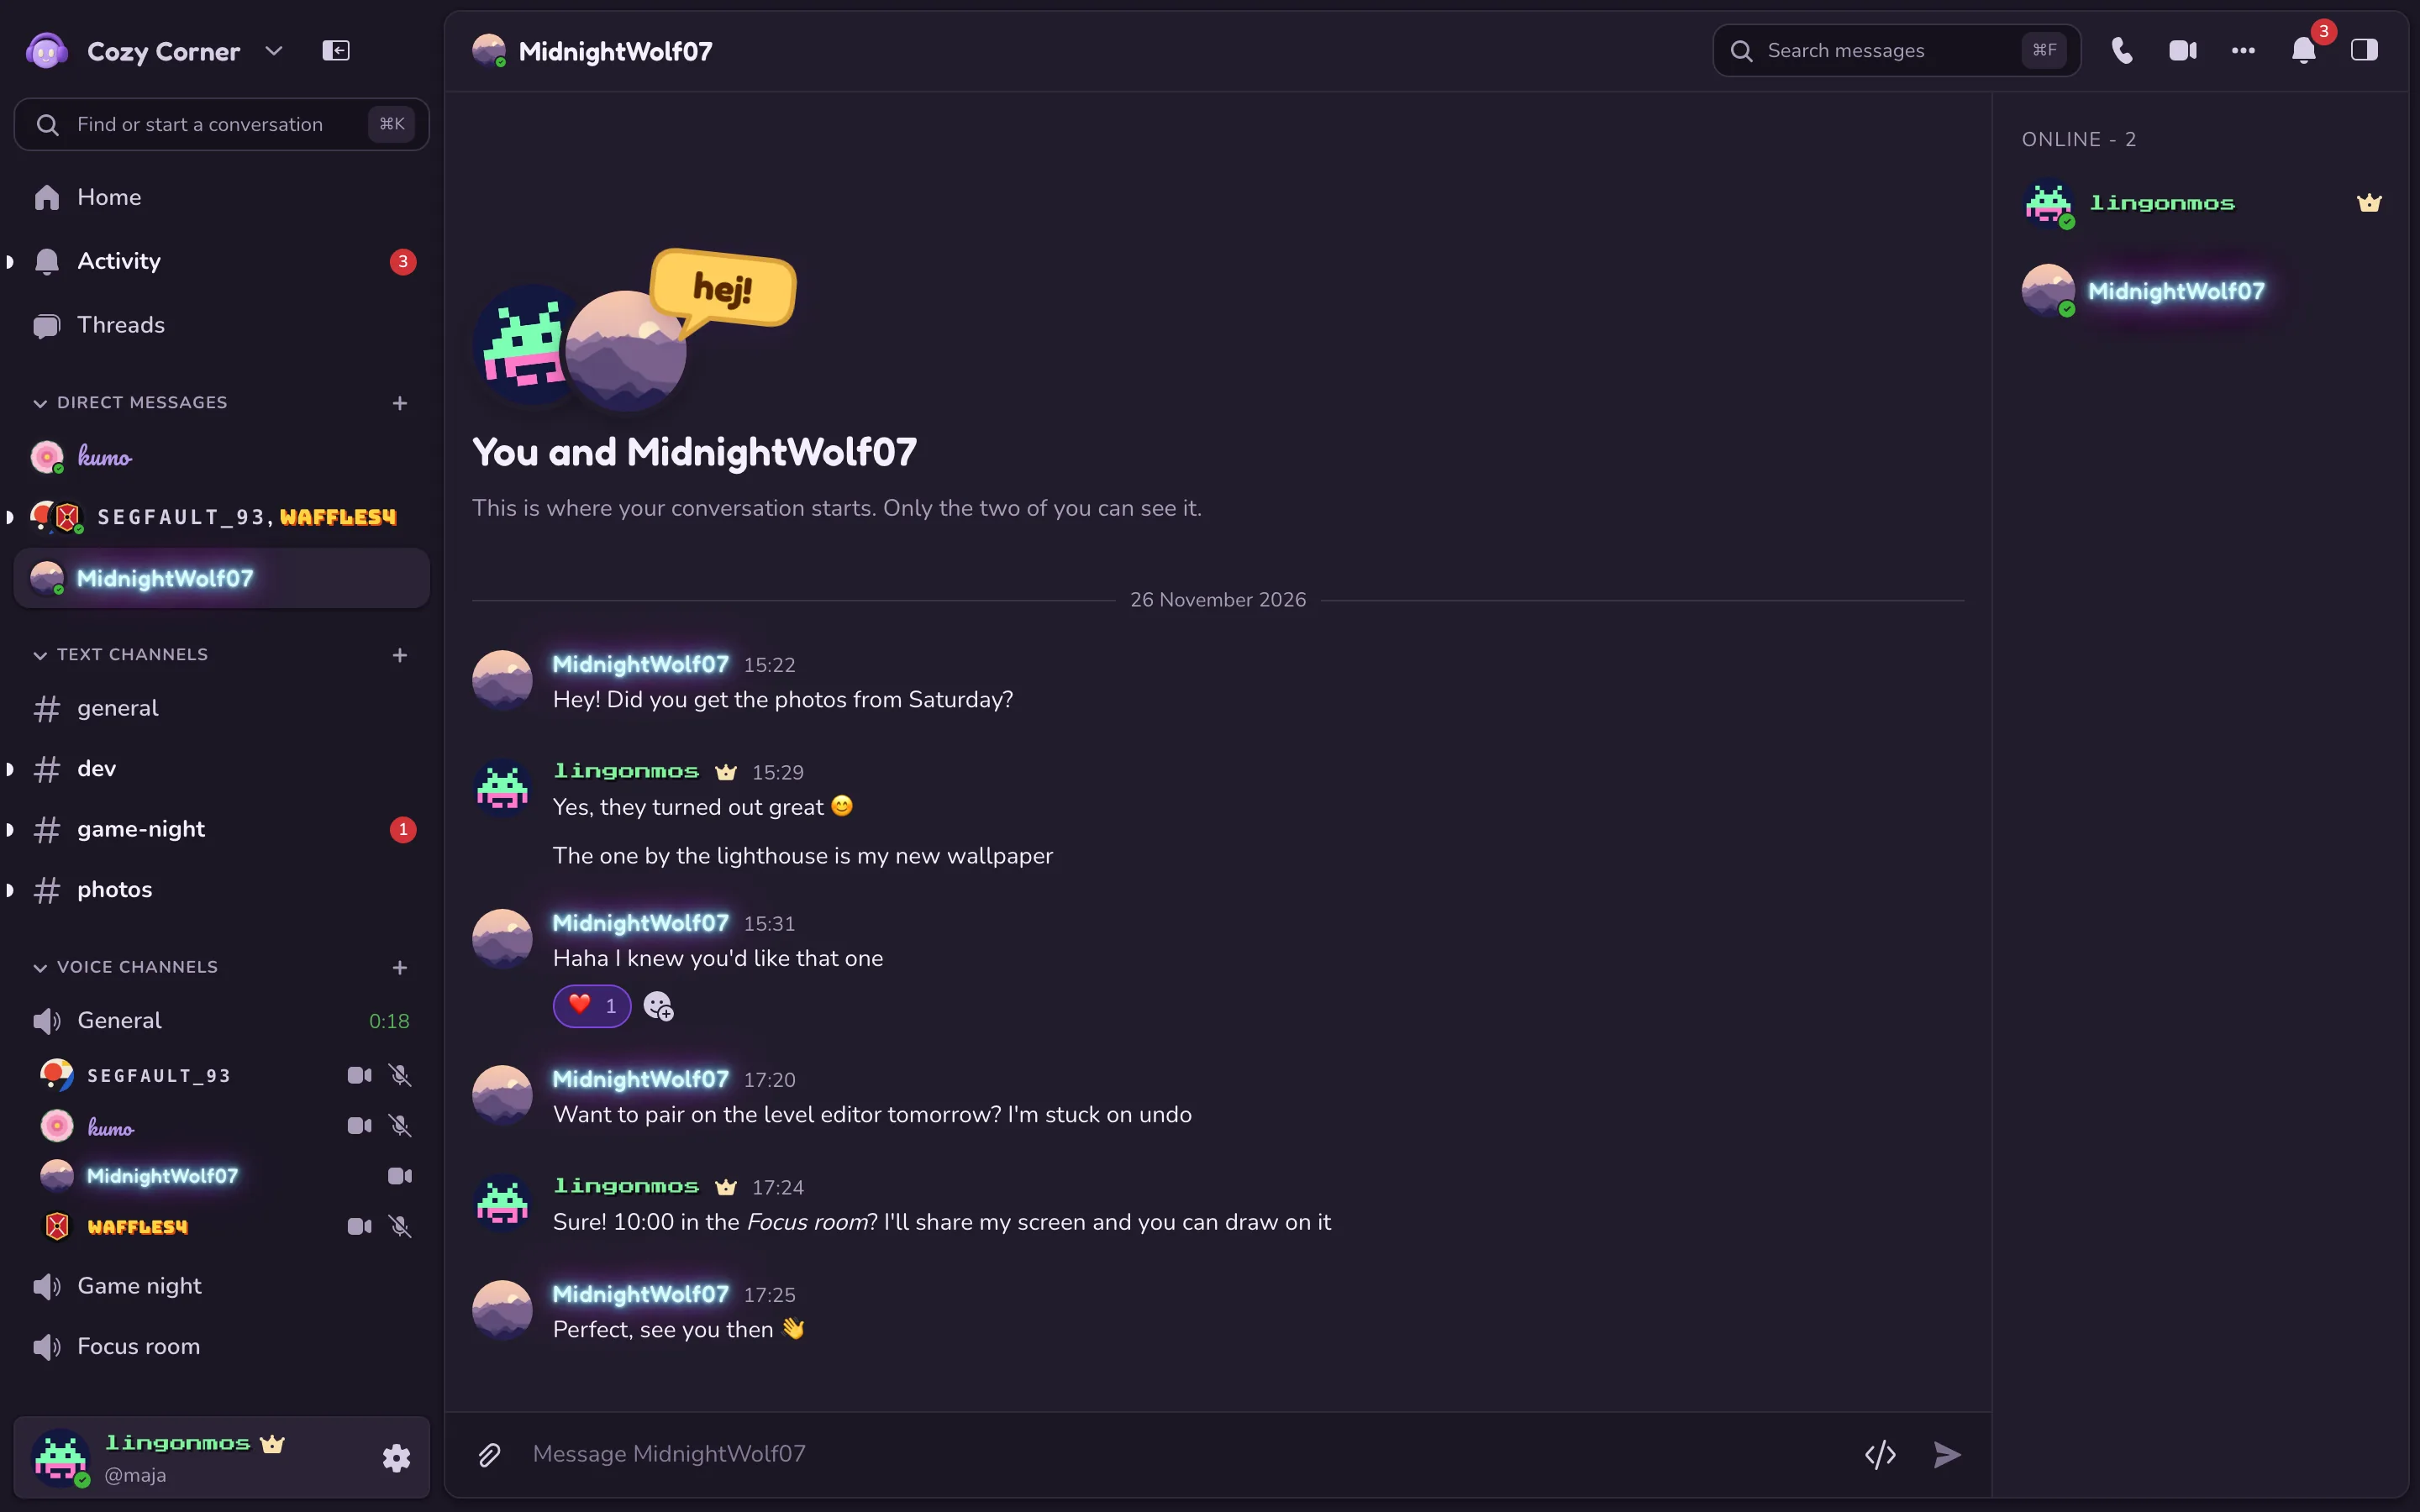 Cozy Corner
Find or start a conversation ⌘K
Home
Activity 3
Threads
DIRECT MESSAGES
kumo
SEGFAULT_93, WAFFLES4
MidnightWolf07
TEXT CHANNELS
general
dev
game-night 1
photos
VOICE CHANNELS
General 0:18
SEGFAULT_93
kumo
MidnightWolf07
WAFFLES4
Game night
Focus room
lingonmos
@maja
MidnightWolf07
Search messages ⌘F
3
hej!
You and MidnightWolf07
This is where your conversation starts. Only the two of you can see it.
26 November 2026
MidnightWolf07 15:22
Hey! Did you get the photos from Saturday?
lingonmos 15:29
Yes, they turned out great 😊
The one by the lighthouse is my new wallpaper
MidnightWolf07 15:31
Haha I knew you'd like that one
❤️ 1
MidnightWolf07 17:20
Want to pair on the level editor tomorrow? I'm stuck on undo
lingonmos 17:24
Sure! 10:00 in the Focus room? I'll share my screen and you can draw on it
MidnightWolf07 17:25
Perfect, see you then 👋
Message MidnightWolf07
ONLINE - 2
lingonmos
MidnightWolf07